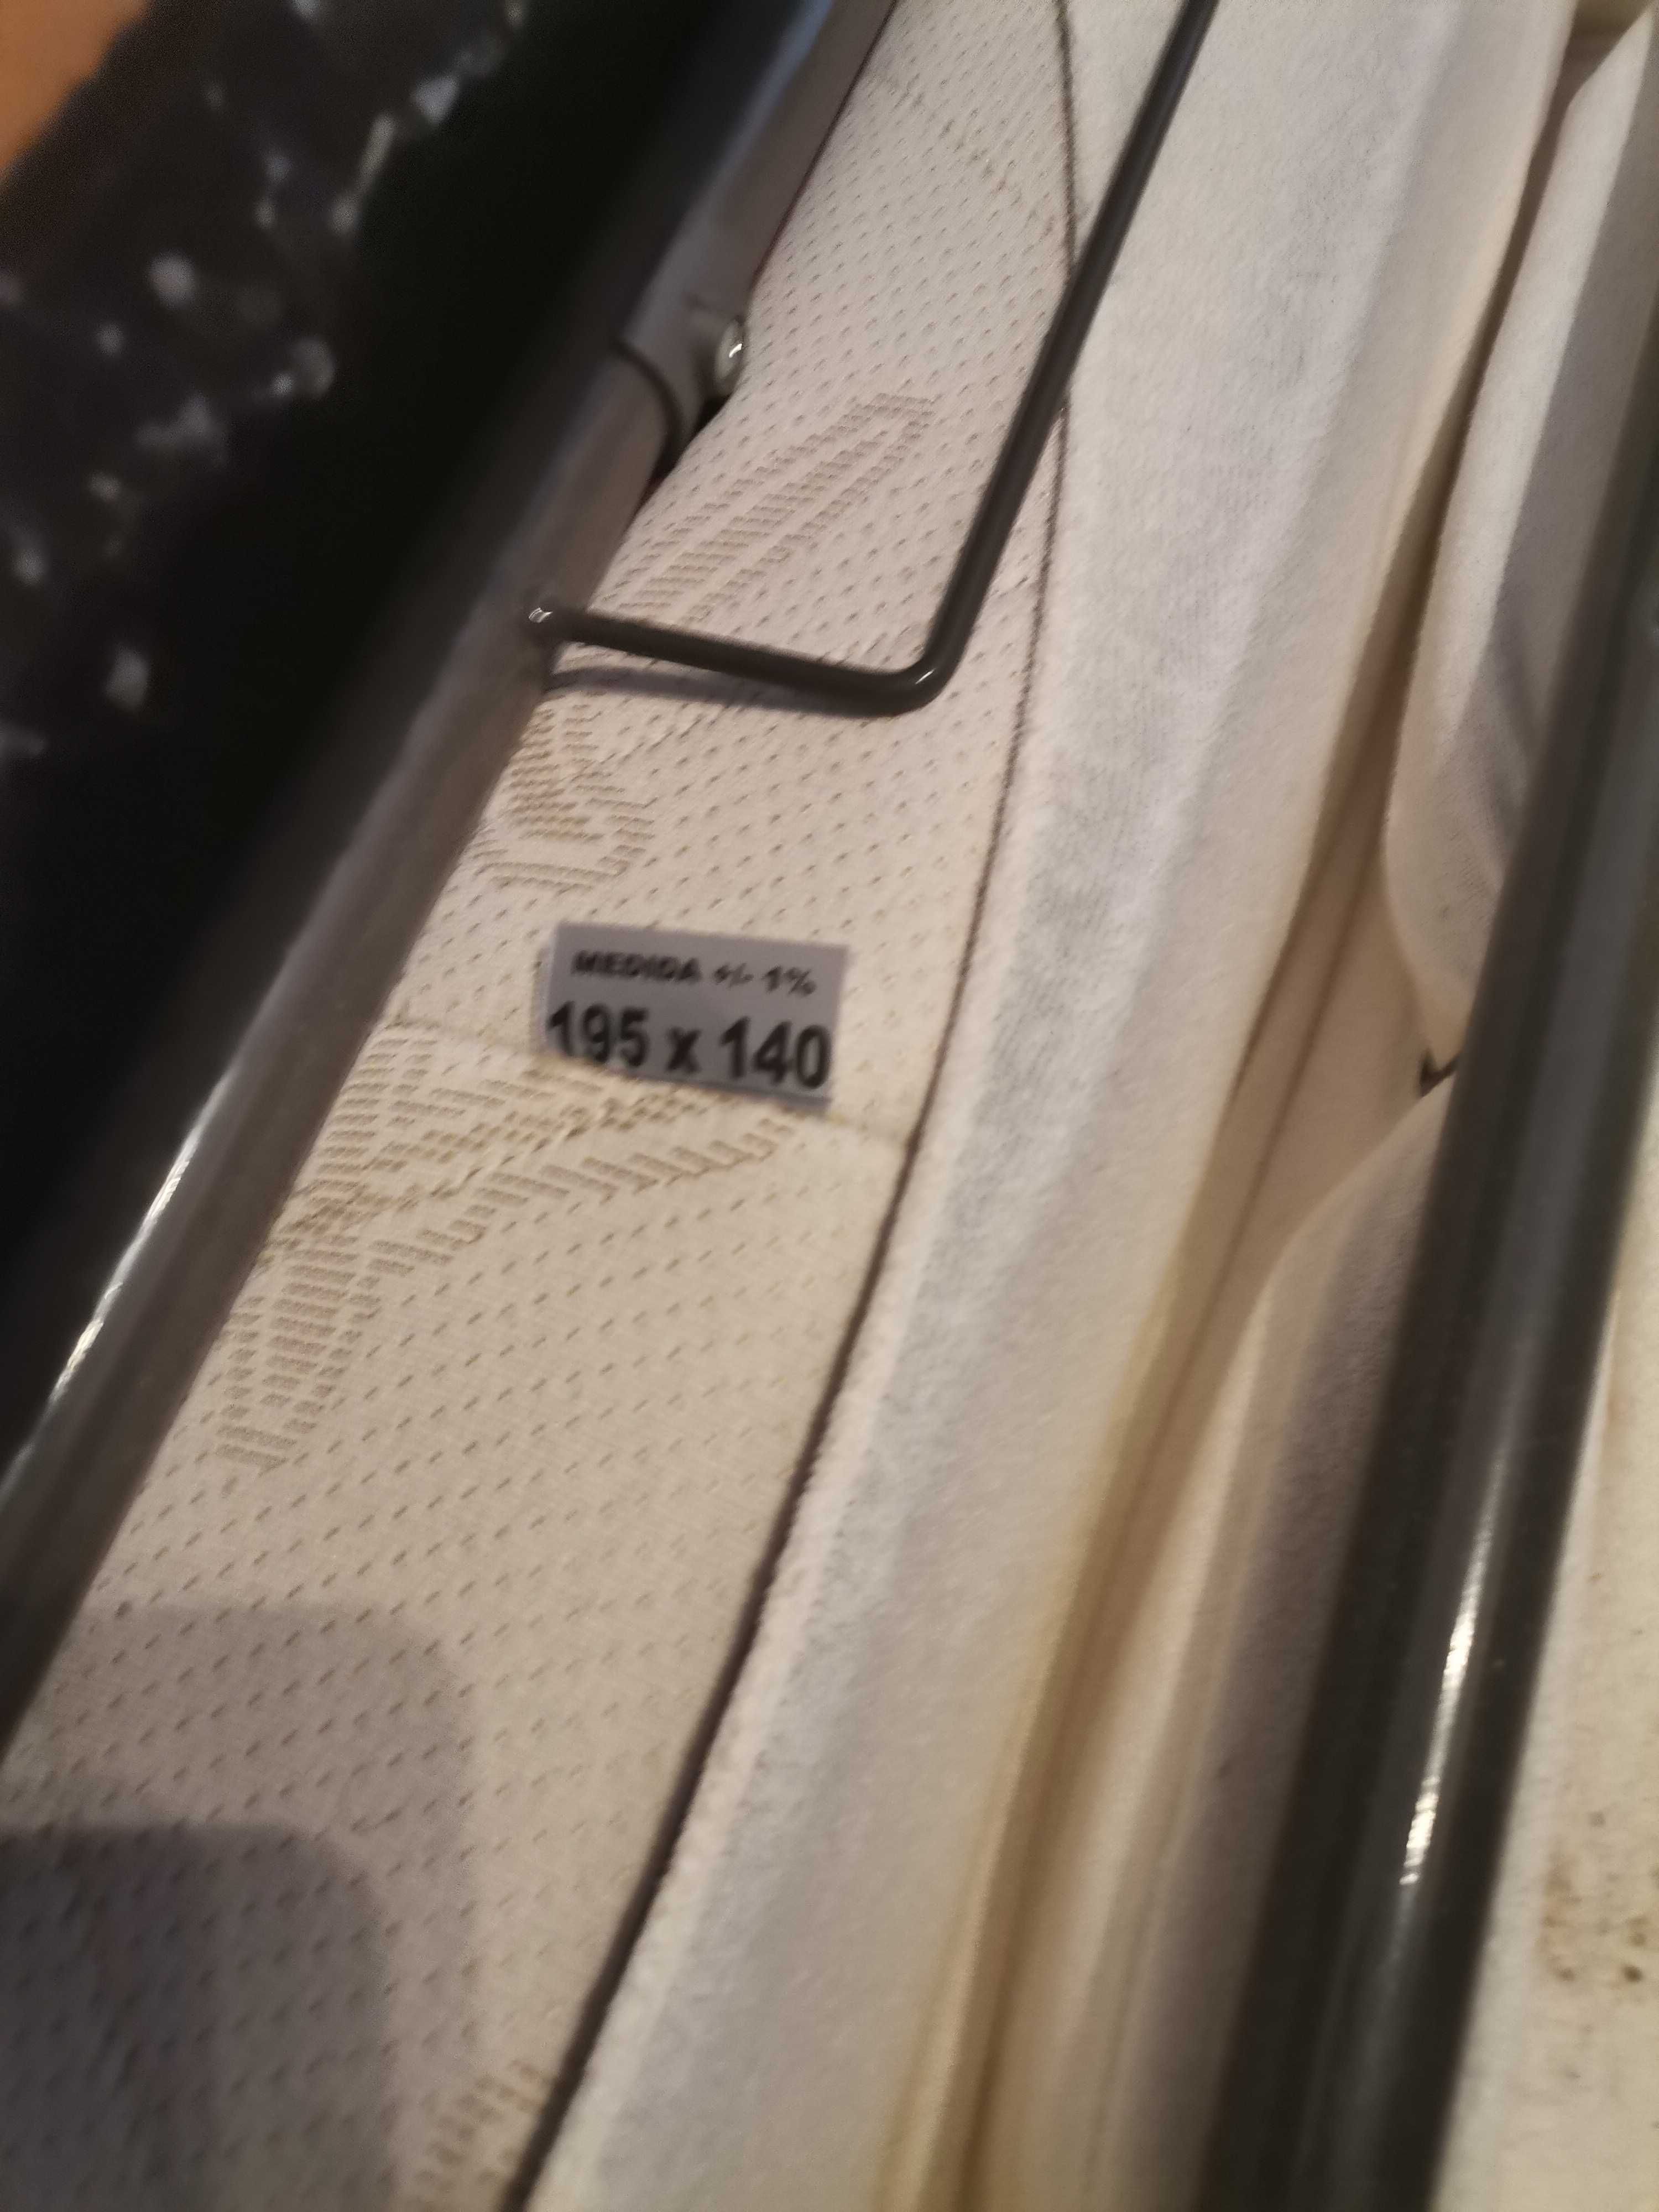 MEDIDA +/- 1%
195 x 140